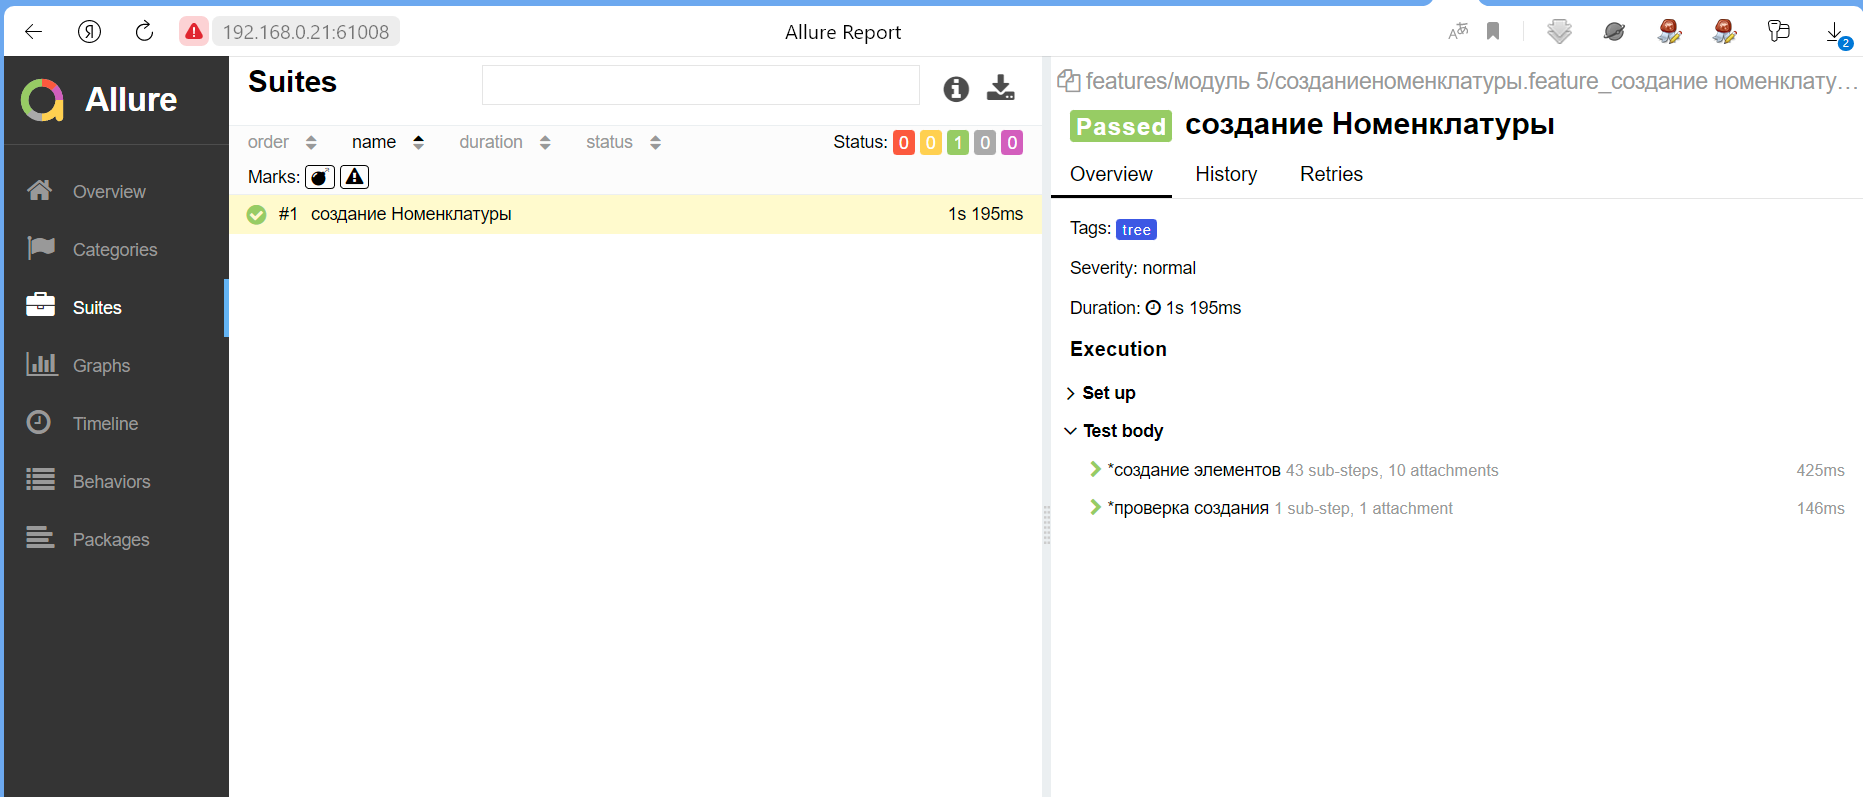 Я
192.168.0.21:61008
Allure Report
2
Allure
Overview
Categories
Suites
Graphs
Timeline
Behaviors
Packages
Suites
order name duration status Status: 0 0 1 0 0
Marks:
#1 создание Номенклатуры 1s 195ms
features/модуль 5/созданиеноменклатуры.feature_создание номенклату...
Passed создание Номенклатуры
Overview History Retries
Tags: tree
Severity: normal
Duration: 1s 195ms
Execution
Set up
Test body
*создание элементов 43 sub-steps, 10 attachments 425ms
*проверка создания 1 sub-step, 1 attachment 146ms